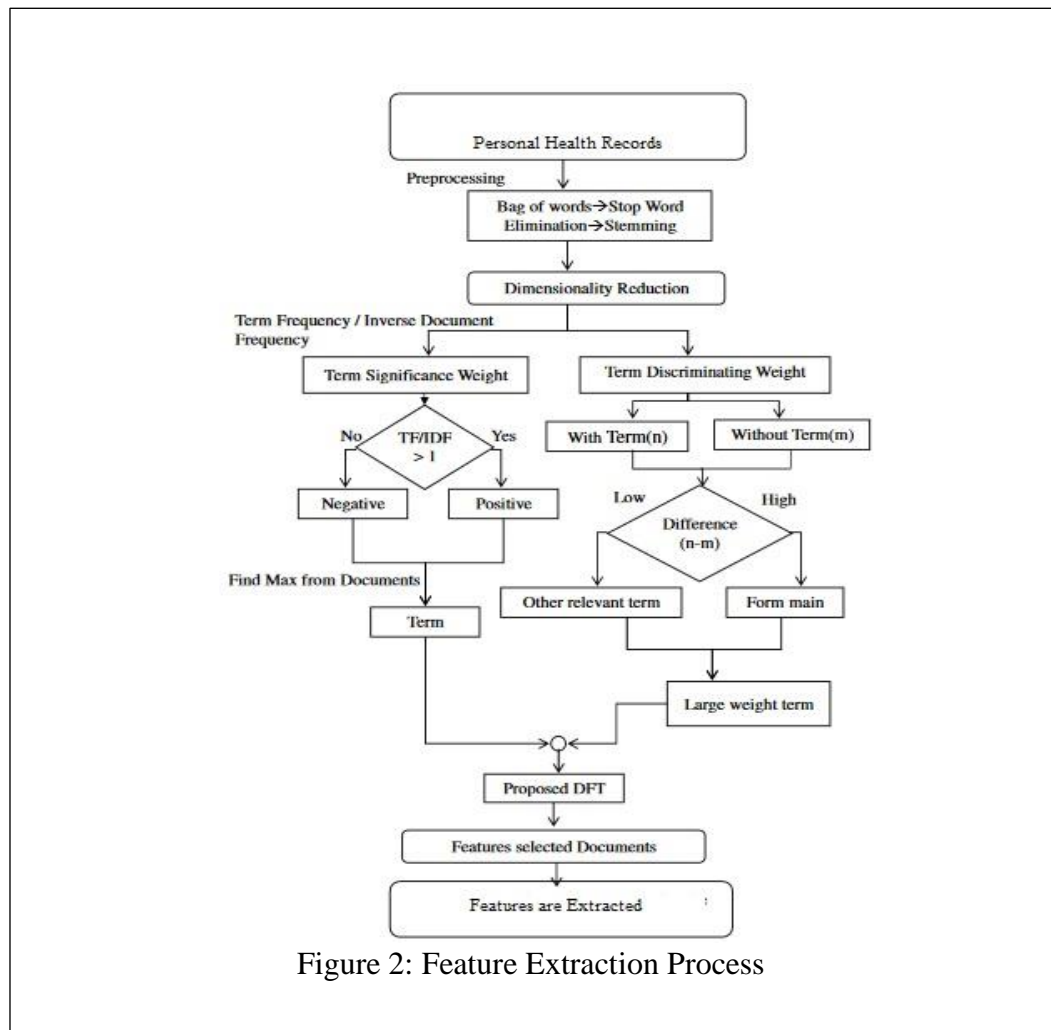 Personal Health Records
Preprocessing
Bag of words→Stop Word
Elimination→Stemming
Dimensionality Reduction
Term Frequency / Inverse Document
Frequency
Term Significance Weight
Term Discriminating Weight
No
TF/IDF
> 1
Yes
With Term(n)
Without Term(m)
Negative
Positive
Low
High
Difference
(n-m)
Find Max from Documents
Other relevant term
Form main
Term
Large weight term
Proposed DFT
Features selected Documents
Features are Extracted
Figure 2: Feature Extraction Process